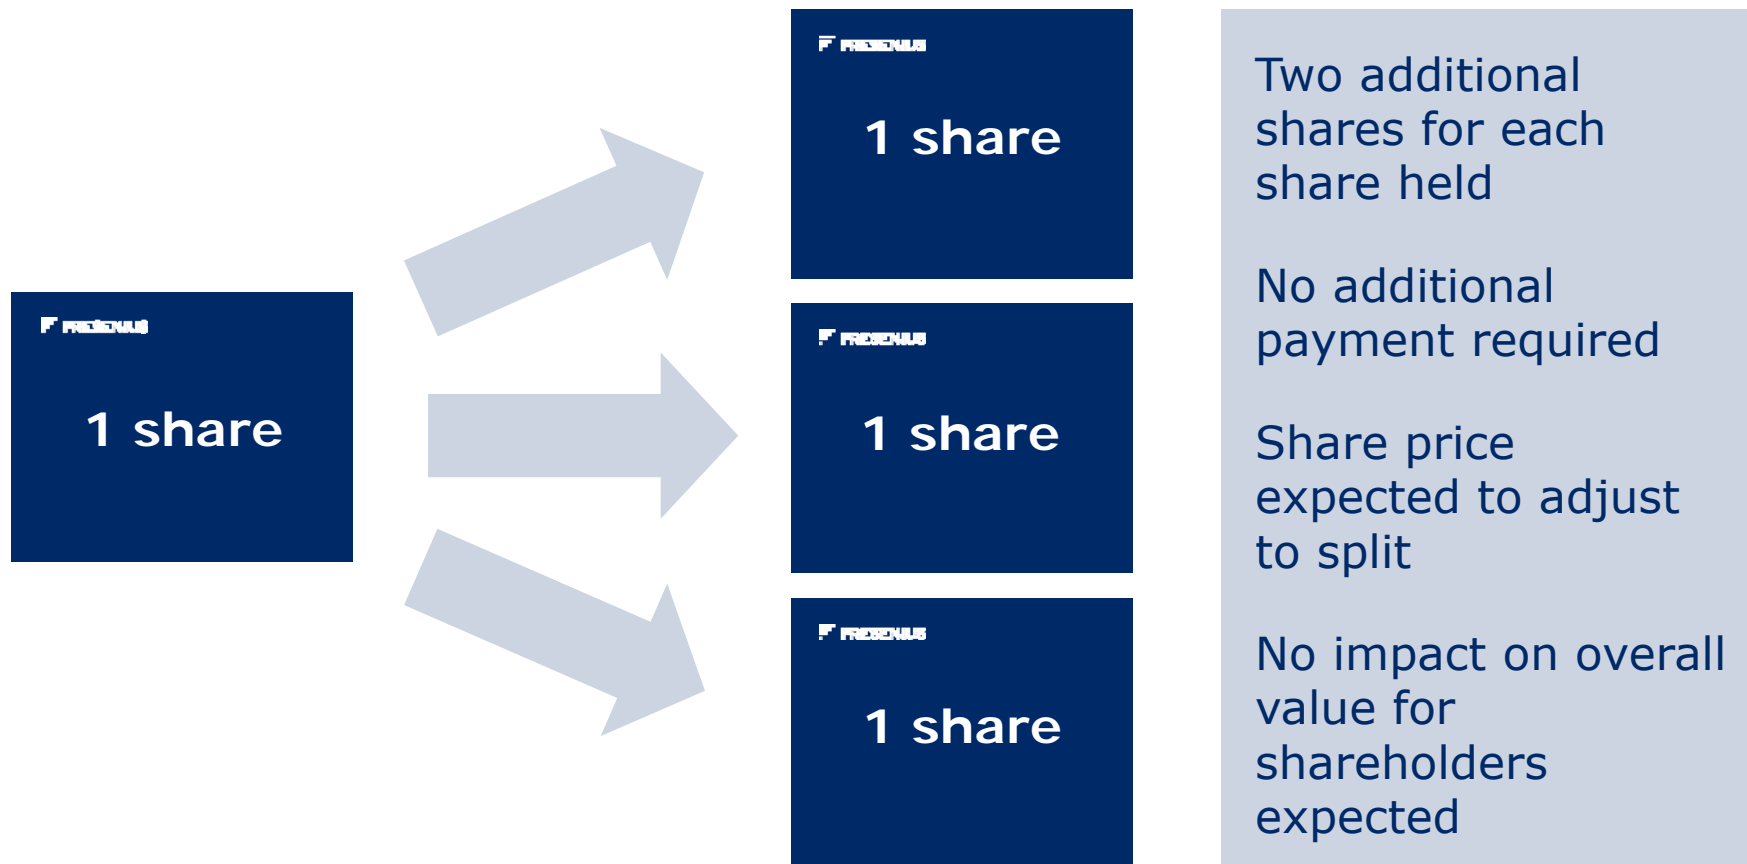 FRESENIUS
1 share
FRESENIUS
1 share
FRESENIUS
1 share
FRESENIUS
1 share
Two additional
shares for each
share held
No additional
payment required
Share price
expected to adjust
to split
No impact on overall
value for
shareholders
expected